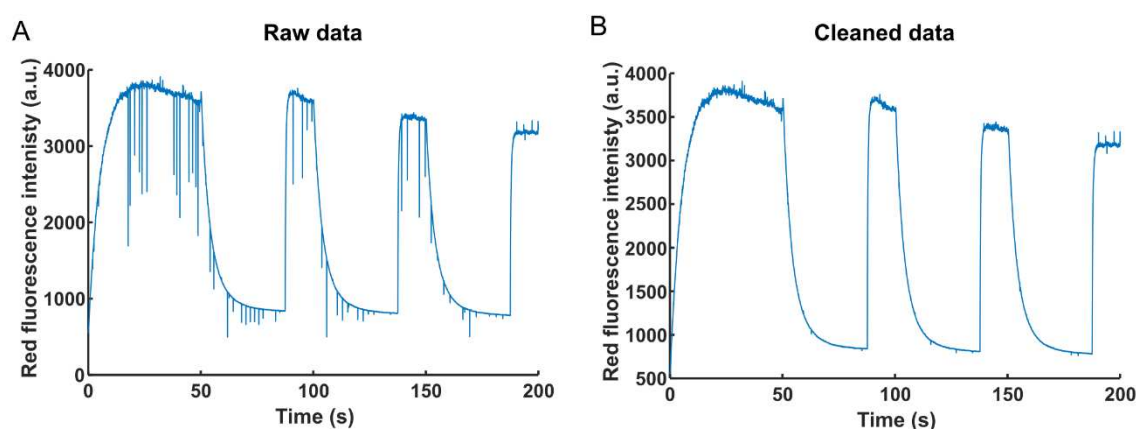 A
Raw data
Red fluorescence intenisty (a.u.)
4000
3000
2000
1000
0
0 50 100 150 200
Time (s)
B
Cleaned data
Red fluorescence intenisty (a.u.)
4000
3500
3000
2500
2000
1500
1000
500
0 50 100 150 200
Time (s)